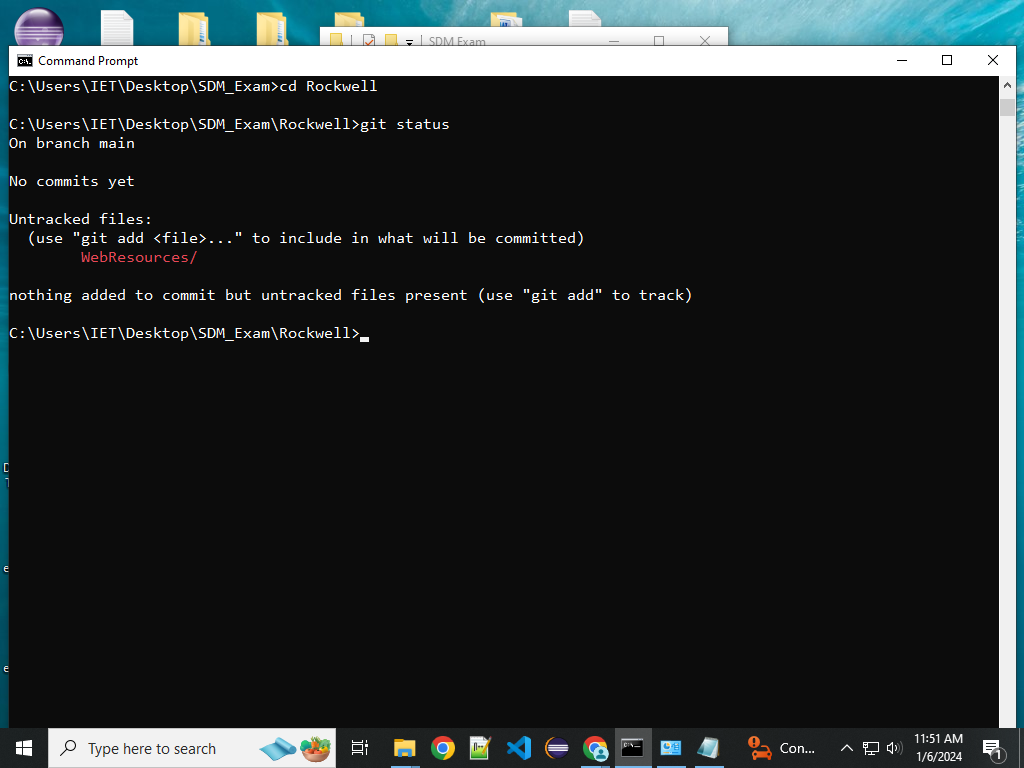 SDM Exam
Command Prompt
C:\Users\IET\Desktop\SDM_Exam>cd Rockwell
C:\Users\IET\Desktop\SDM_Exam\Rockwell>git status
On branch main
No commits yet
Untracked files:
(use "git add <file>..." to include in what will be committed)
WebResources/
nothing added to commit but untracked files present (use "git add" to track)
C:\Users\IET\Desktop\SDM_Exam\Rockwell>
Type here to search
Con...
11:51 AM
1/6/2024
1